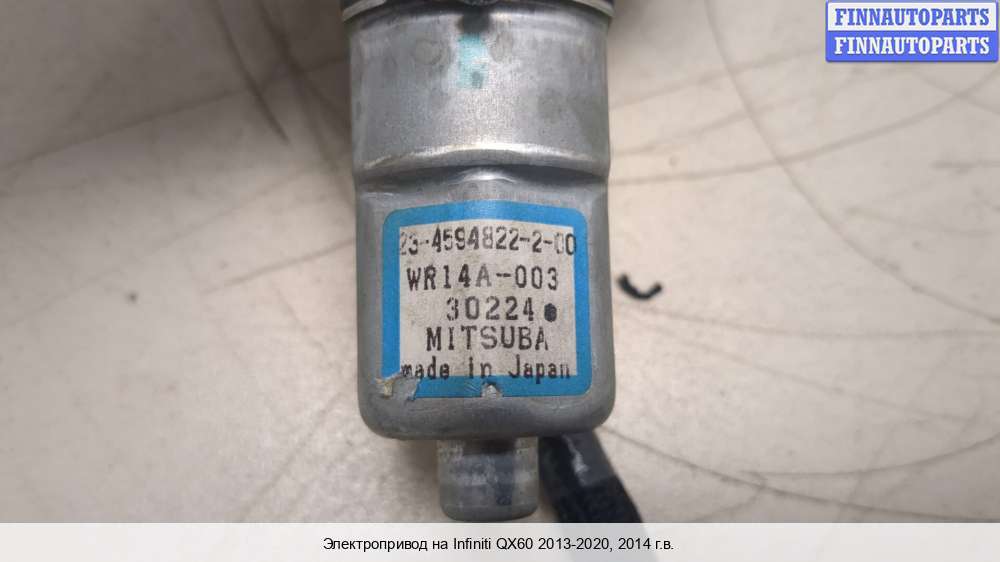 FINNAUTOPARTS
FINNAUTOPARTS
23-4594822-2-00
WR14A-003
30224
MITSUBA
made in Japan
Электропривод на Infiniti QX60 2013-2020, 2014 г.в.